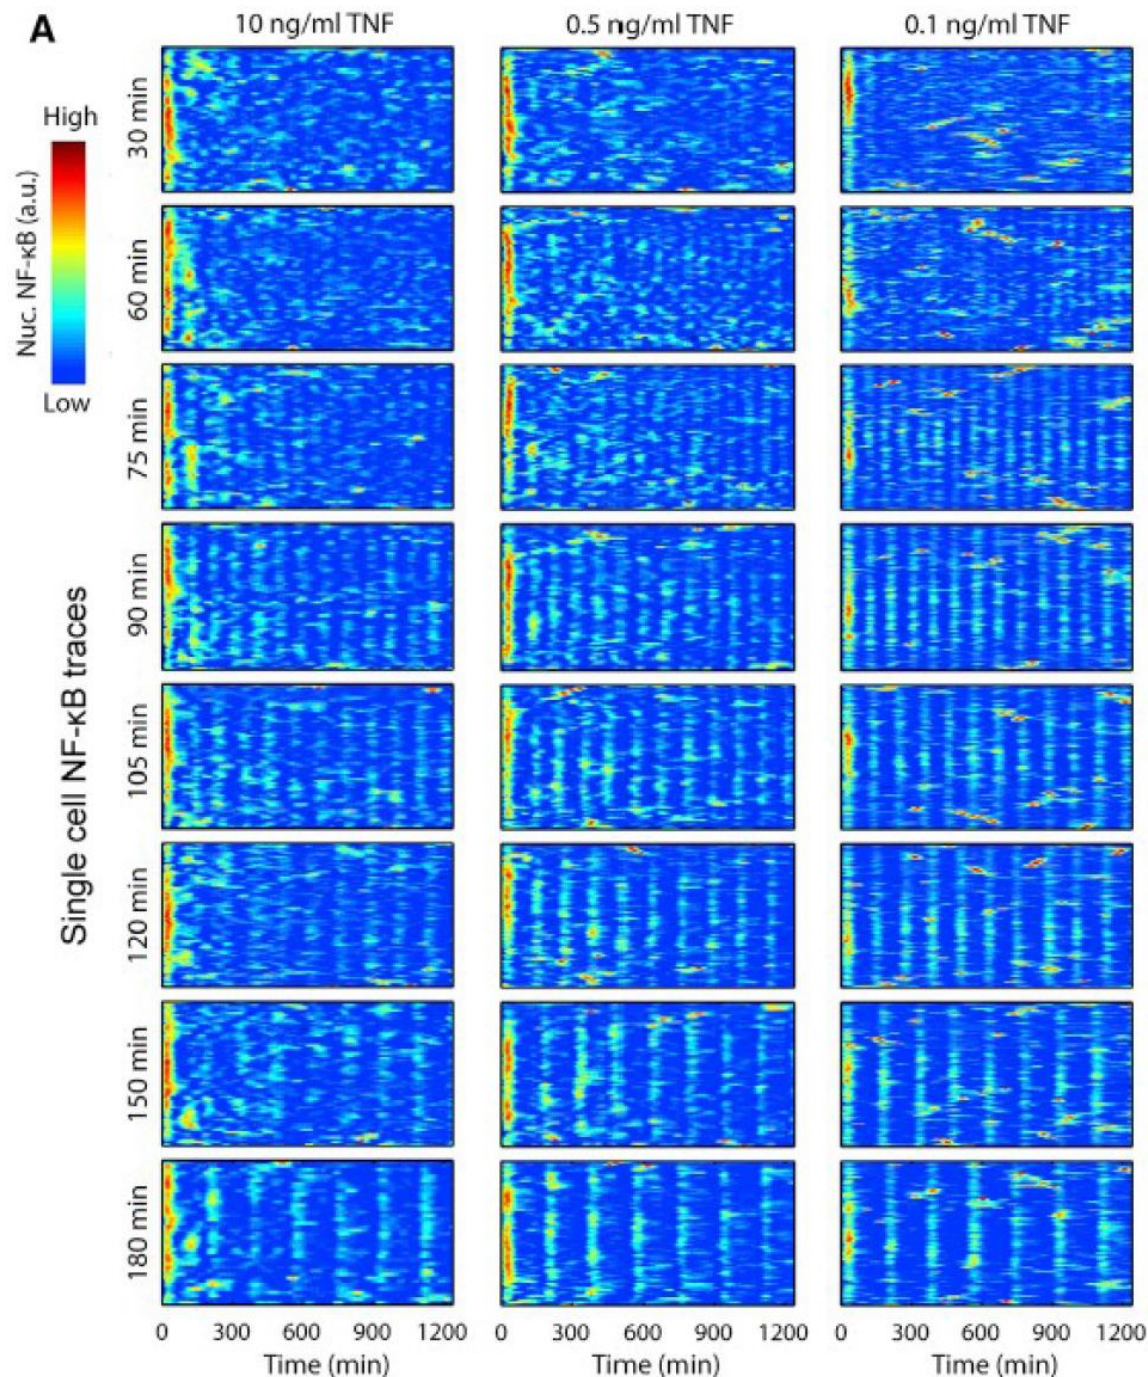 A
10 ng/ml TNF
0.5 ng/ml TNF
0.1 ng/ml TNF
High
Nuc. NF-κB (a.u.)
Low
Single cell NF-κB traces
30 min
60 min
75 min
90 min
105 min
120 min
150 min
180 min
0 300 600 900 1200
0 300 600 900 1200
0 300 600 900 1200
Time (min)
Time (min)
Time (min)